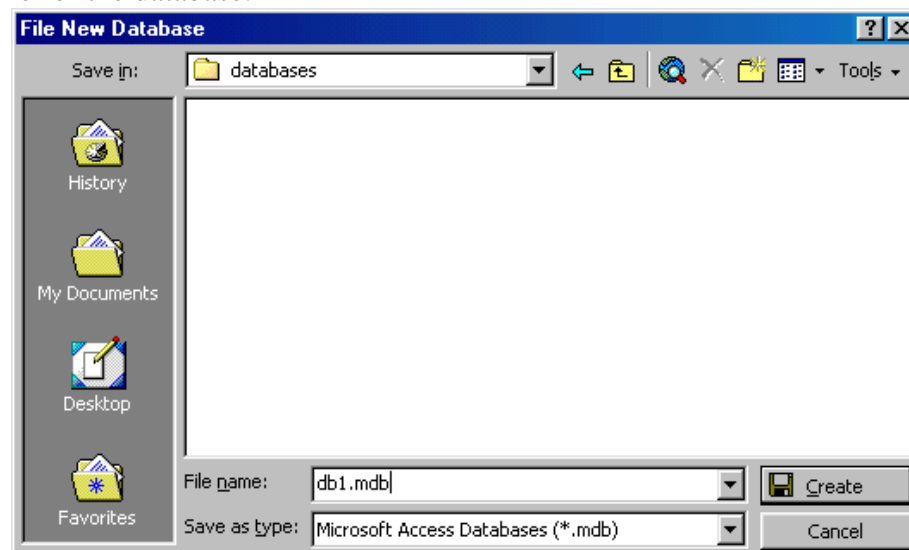 File New Database
Save in:
databases
Tools
History
My Documents
Desktop
Favorites
File name:
db1.mdb
Create
Save as type:
Microsoft Access Databases (*.mdb)
Cancel